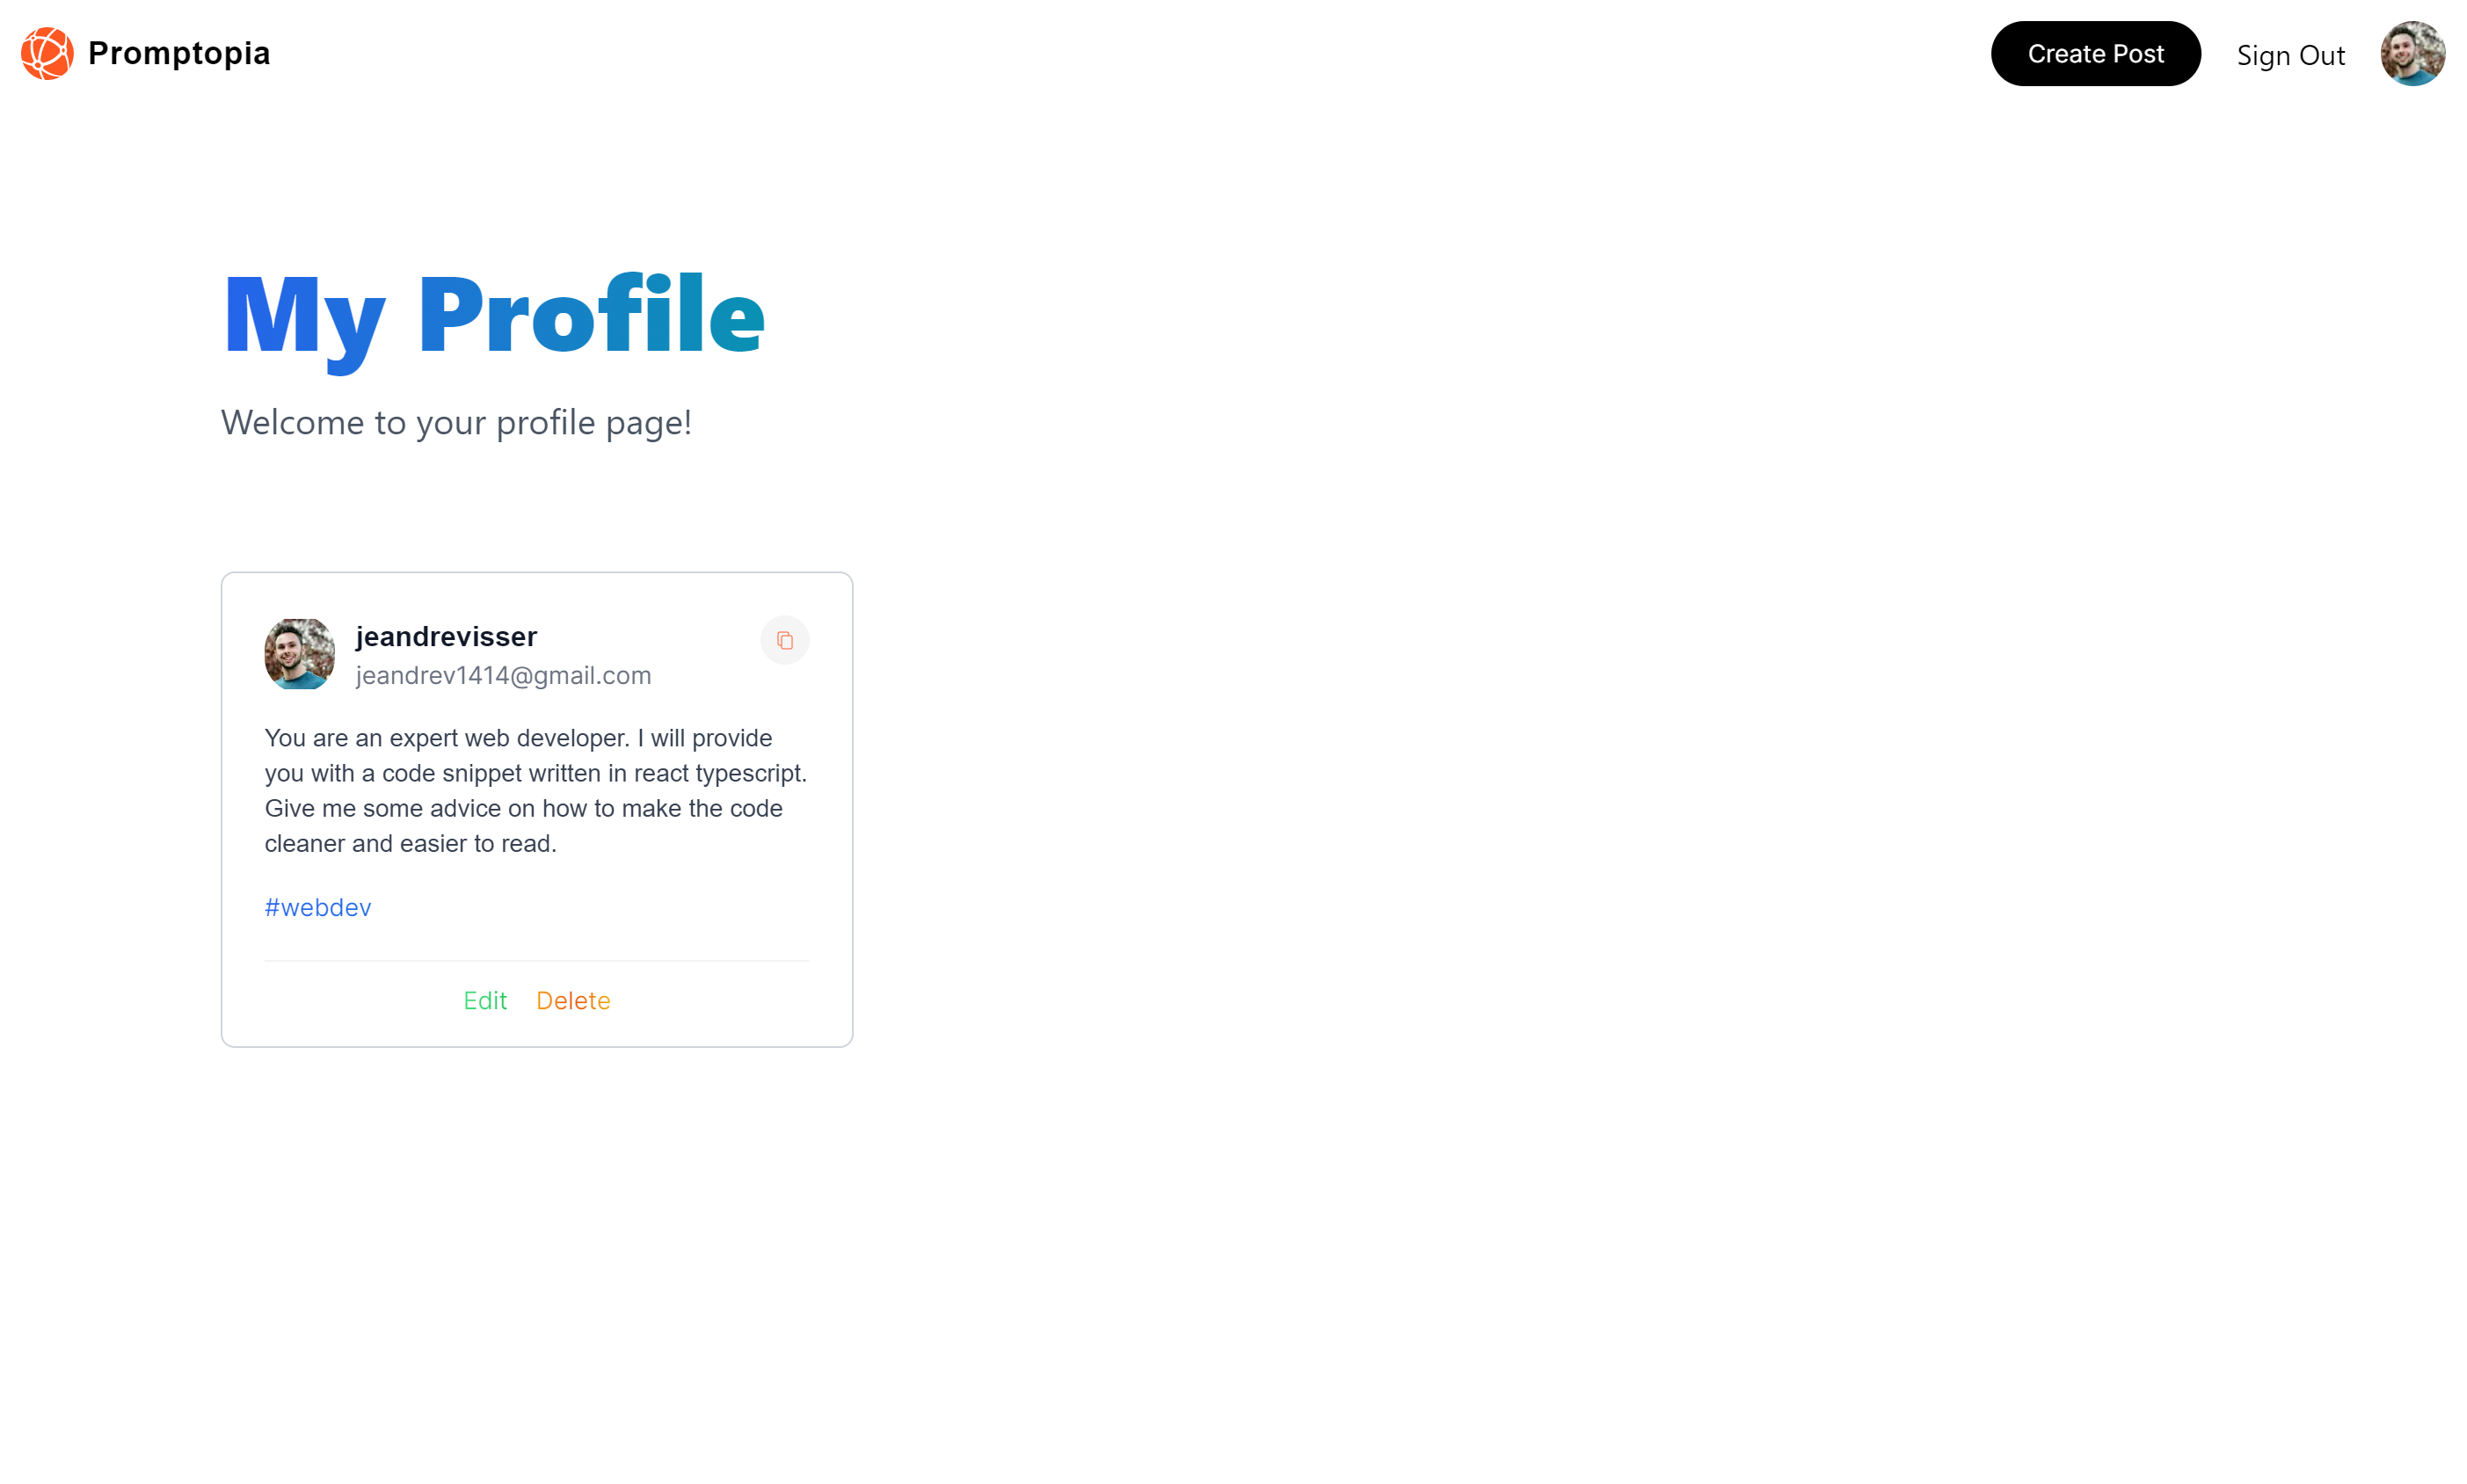 Promptopia
Create Post
Sign Out
My Profile
Welcome to your profile page!
jeandrevisser
jeandrev1414@gmail.com
You are an expert web developer. I will provide
you with a code snippet written in react typescript.
Give me some advice on how to make the code
cleaner and easier to read.
#webdev
Edit
Delete